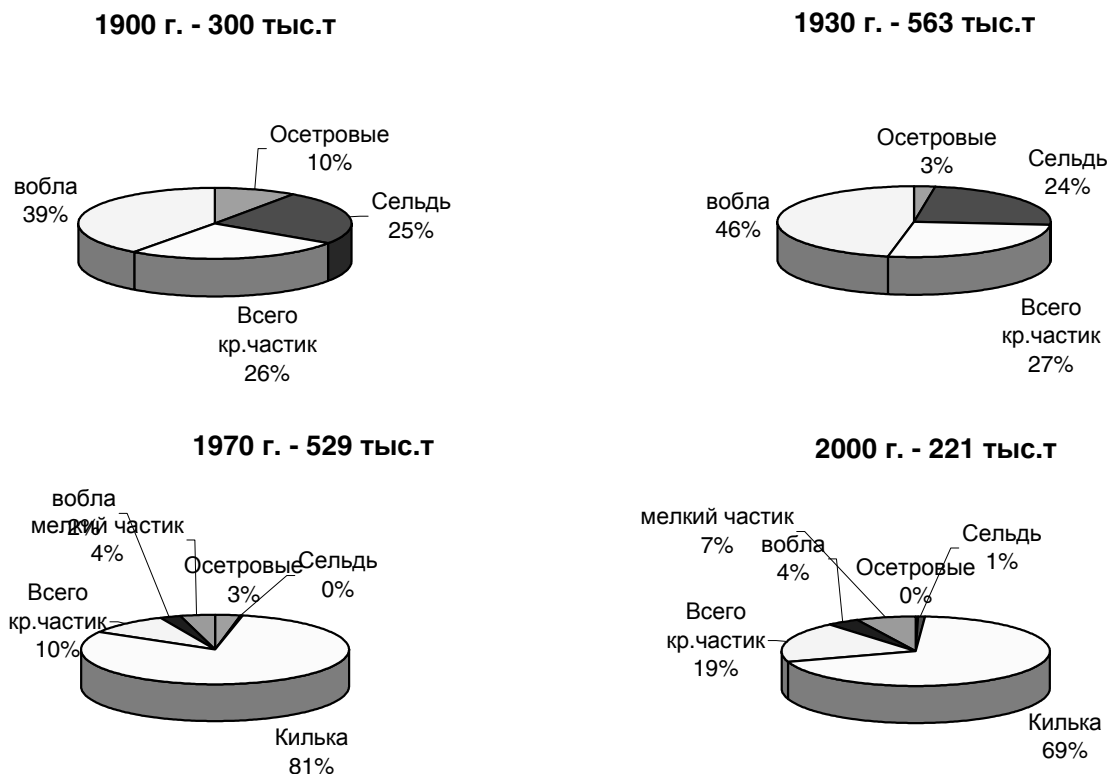 1900 г. - 300 тыс.т
Осетровые
10%
Сельдь
25%
Всего
кр.частик
26%
вобла
39%
1930 г. - 563 тыс.т
Осетровые
3%
Сельдь
24%
Всего
кр.частик
27%
вобла
46%
1970 г. - 529 тыс.т
вобла
2%
мелкий частик
4%
Осетровые
3%
Сельдь
0%
Всего
кр.частик
10%
Килька
81%
2000 г. - 221 тыс.т
мелкий частик
7%
вобла
4%
Осетровые
0%
Сельдь
1%
Всего
кр.частик
19%
Килька
69%